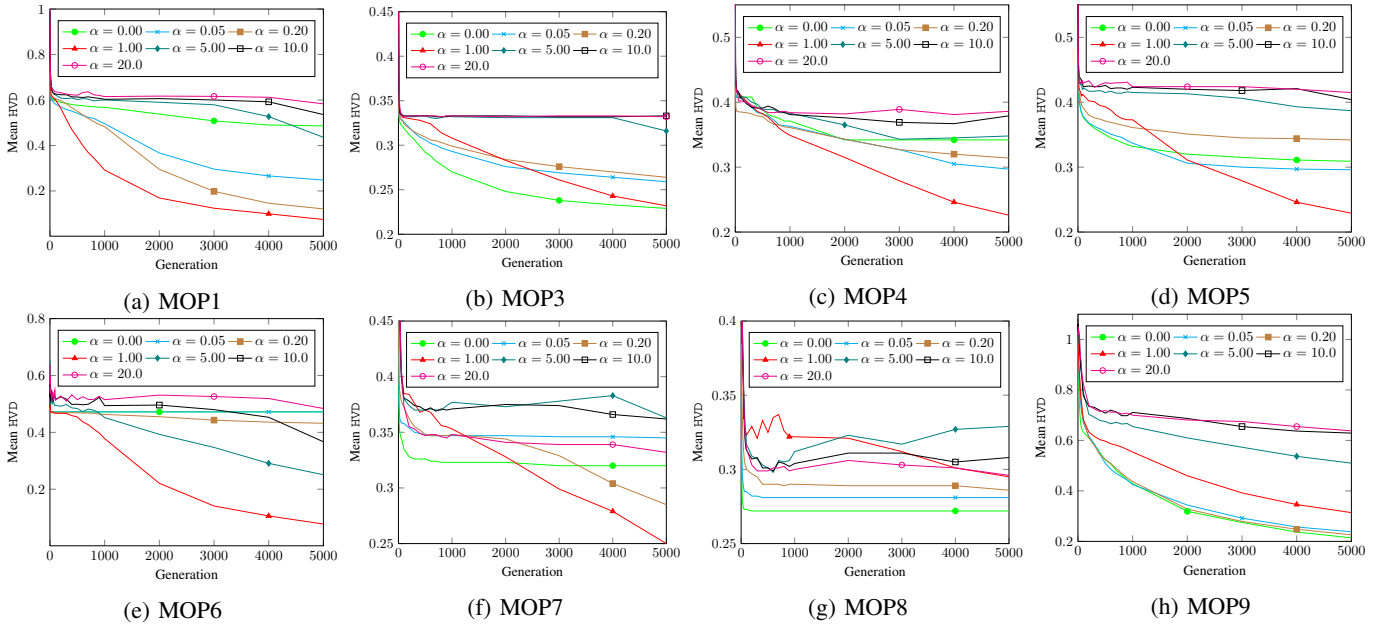 1
0.8
0.6
0.4
0.2
Mean HVD
α = 0.00 α = 0.05 α = 0.20
α = 1.00 α = 5.00 α = 10.0
α = 20.0
0 1000 2000 3000 4000 5000
Generation
(a) MOP1
0.45
0.4
0.35
0.33
0.3
0.25
0.2
Mean HVD
α = 0.00 α = 0.05 α = 0.20
α = 1.00 α = 5.00 α = 10.0
α = 20.0
0 1000 2000 3000 4000 5000
Generation
(b) MOP3
0.5
0.4
0.3
0.2
Mean HVD
α = 0.00 α = 0.05 α = 0.20
α = 1.00 α = 5.00 α = 10.0
α = 20.0
0 1000 2000 3000 4000 5000
Generation
(c) MOP4
0.5
0.4
0.3
0.2
Mean HVD
α = 0.00 α = 0.05 α = 0.20
α = 1.00 α = 5.00 α = 10.0
α = 20.0
0 1000 2000 3000 4000 5000
Generation
(d) MOP5
0.8
0.6
0.4
0.2
Mean HVD
α = 0.00 α = 0.05 α = 0.20
α = 1.00 α = 5.00 α = 10.0
α = 20.0
0 1000 2000 3000 4000 5000
Generation
(e) MOP6
0.45
0.4
0.35
0.3
0.25
Mean HVD
α = 0.00 α = 0.05 α = 0.20
α = 1.00 α = 5.00 α = 10.0
α = 20.0
0 1000 2000 3000 4000 5000
Generation
(f) MOP7
0.4
0.35
0.3
0.25
Mean HVD
α = 0.00 α = 0.05 α = 0.20
α = 1.00 α = 5.00 α = 10.0
α = 20.0
0 1000 2000 3000 4000 5000
Generation
(g) MOP8
1
0.8
0.6
0.4
0.2
Mean HVD
α = 0.00 α = 0.05 α = 0.20
α = 1.00 α = 5.00 α = 10.0
α = 20.0
0 1000 2000 3000 4000 5000
Generation
(h) MOP9